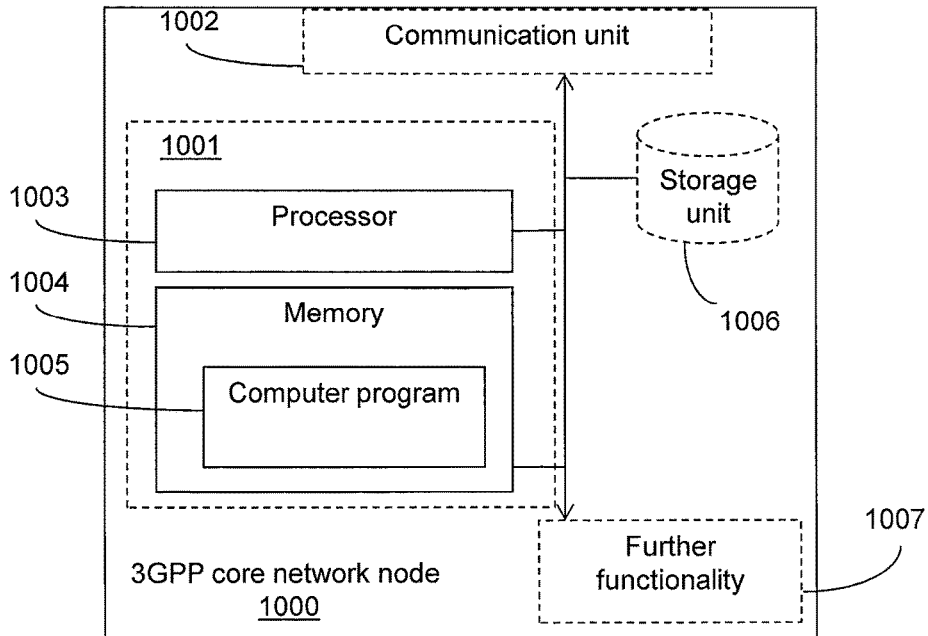 1002
Communication unit
1001
1003
Processor
Storage
unit
1004
Memory
1006
1005
Computer program
1007
Further
functionality
3GPP core network node
1000